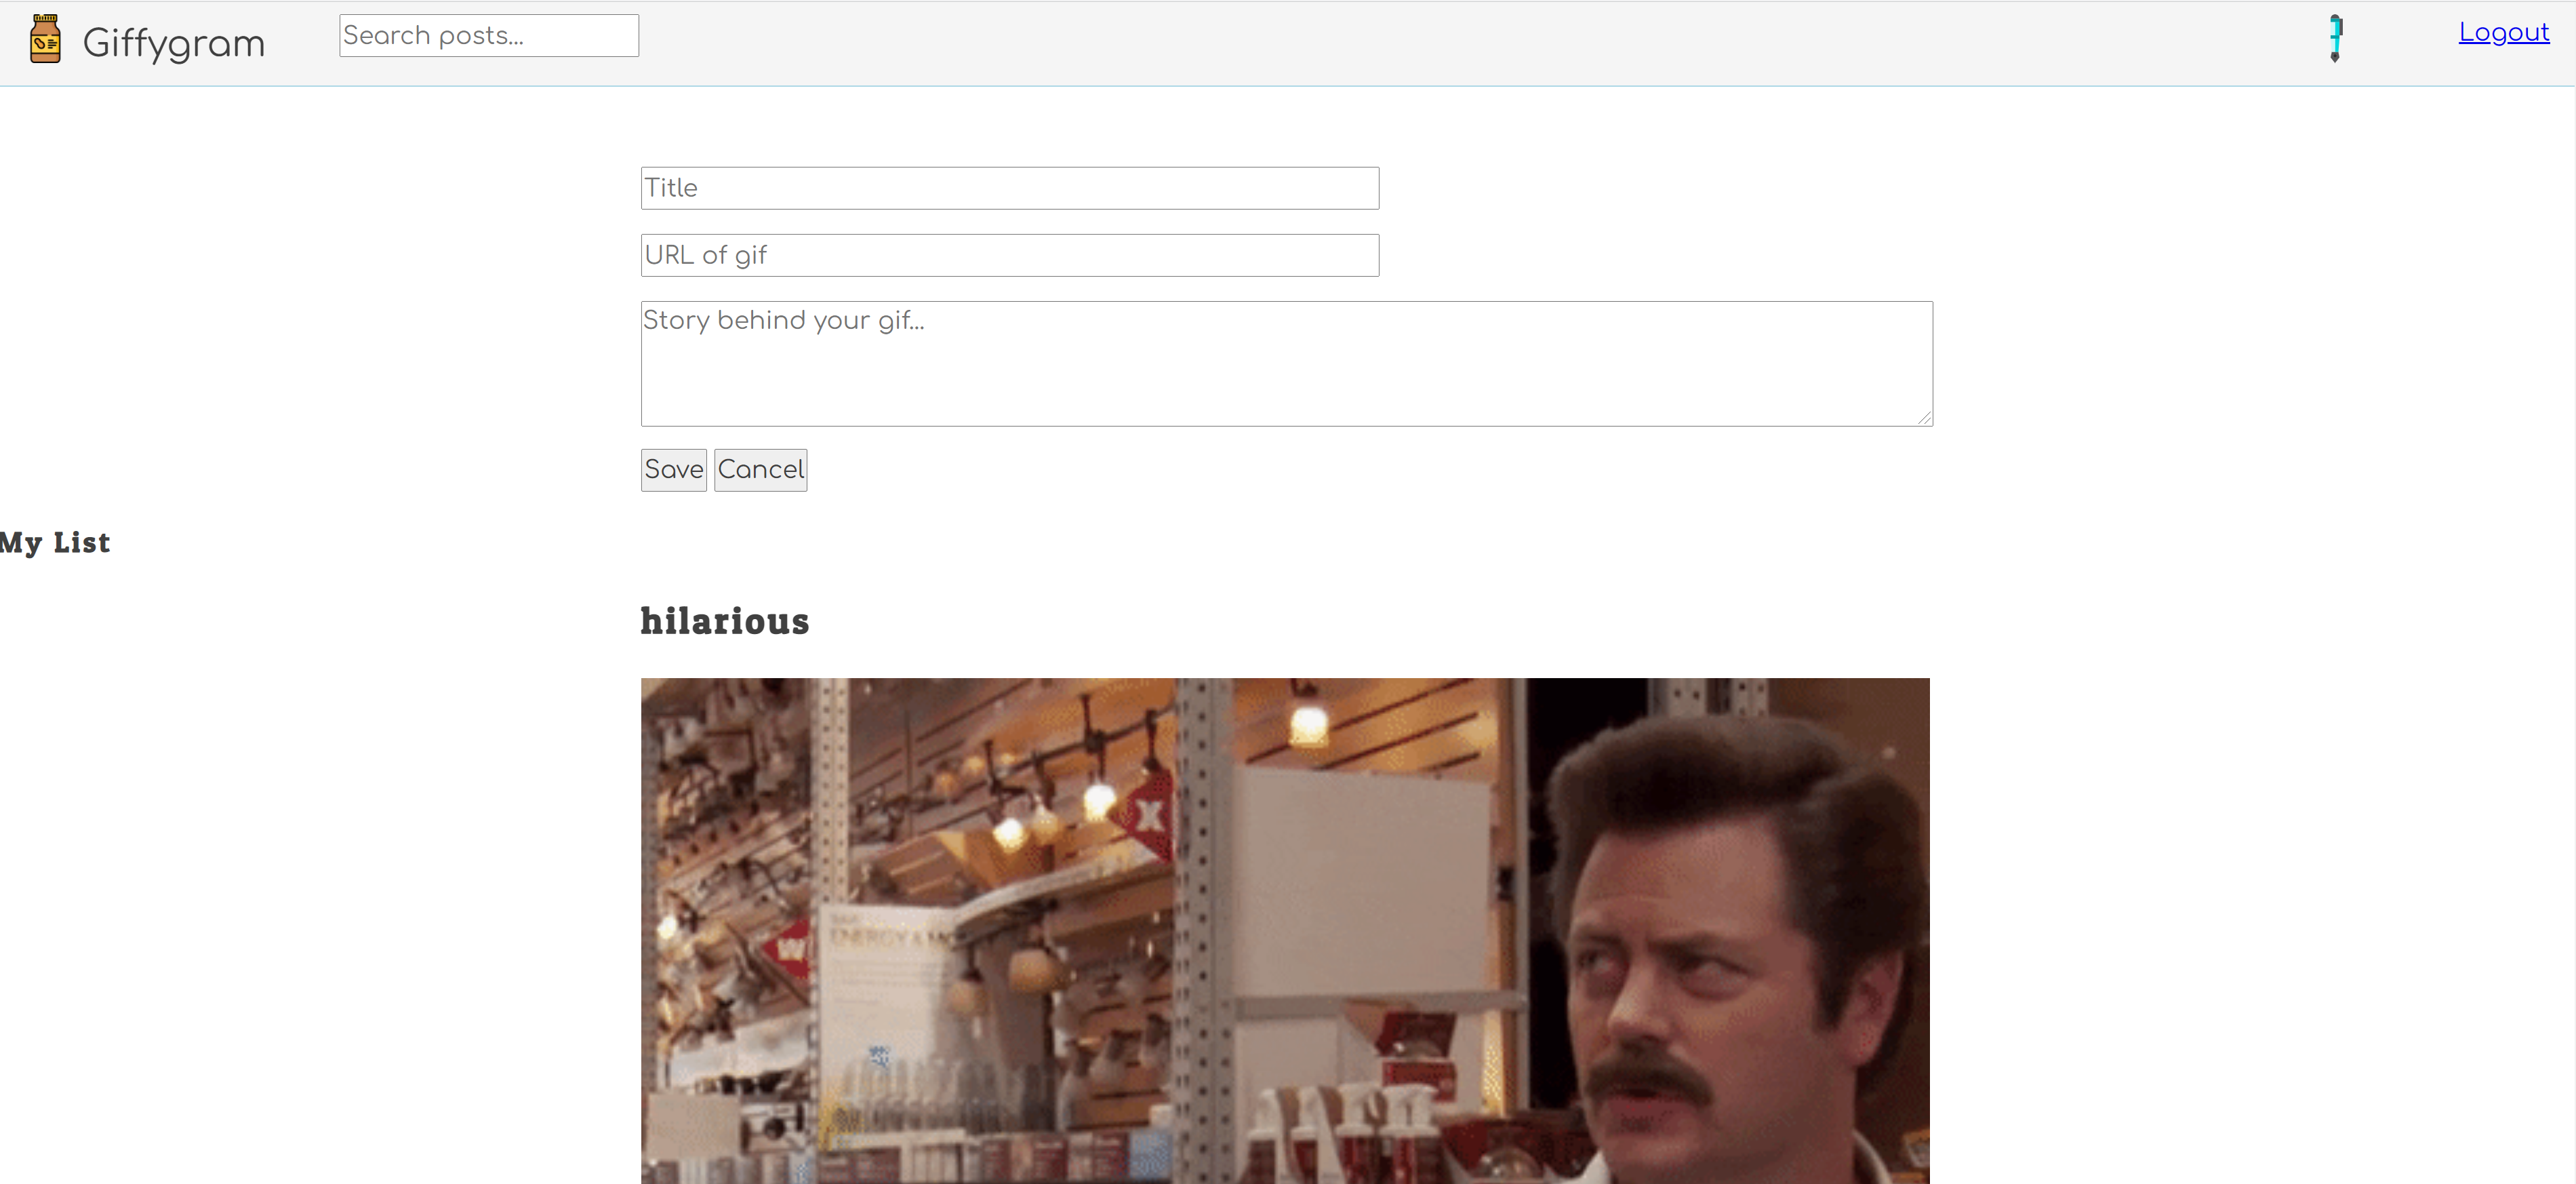 Giffygram
Search posts...
Logout
Title
URL of gif
Story behind your gif...
Save Cancel
My List
hilarious
X
W